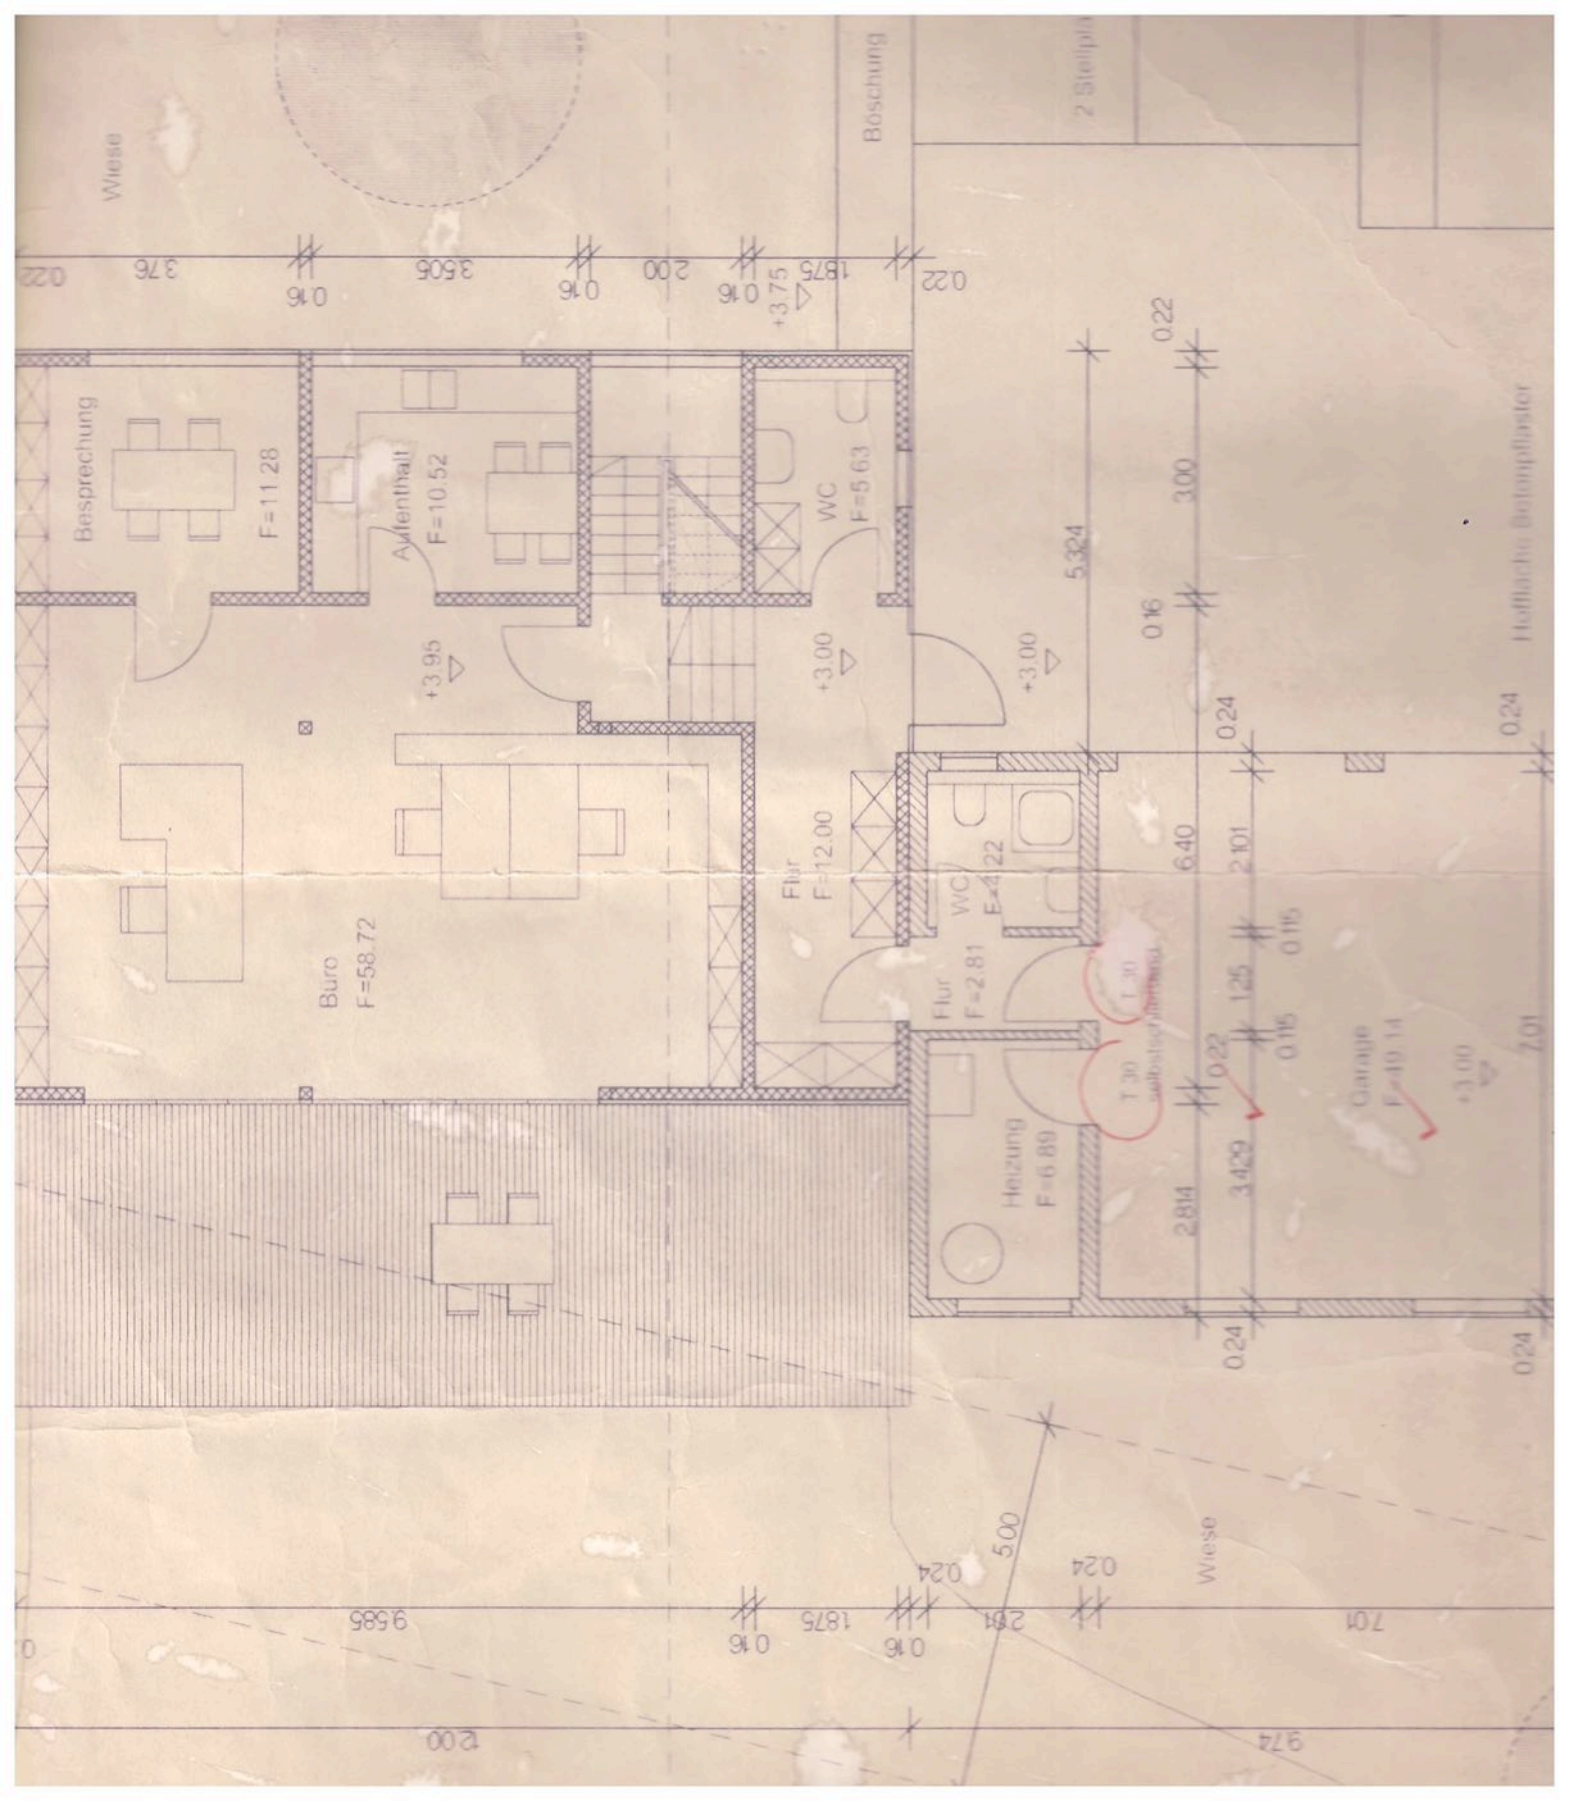 Wiese
Böschung
2 Stellpla
0.22
3.76
0.16
3.505
0.16
2.00
0.16
1.875
0.22
+3.75
Besprechung
F=11.28
Aufenthalt
F=10.52
WC
F=5.63
0.22
3.00
5.324
0.16
Hoffläche Betonpflaster
+3.95
+3.00
+3.00
0.24
0.24
Büro
F=58.72
Flur
F=12.00
WC
F=4.22
Flur
F=2.81
6.40
2.101
0.115
1.25
0.115
0.22
T 30
T 30
selbstschließend
Garage
F=49.14
+3.00
7.01
Heizung
F=6.89
2.814
3.429
0.24
0.24
5.00
Wiese
9.585
0.16
1.875
0.16
0.24
2.01
0.24
7.01
12.00
9.74